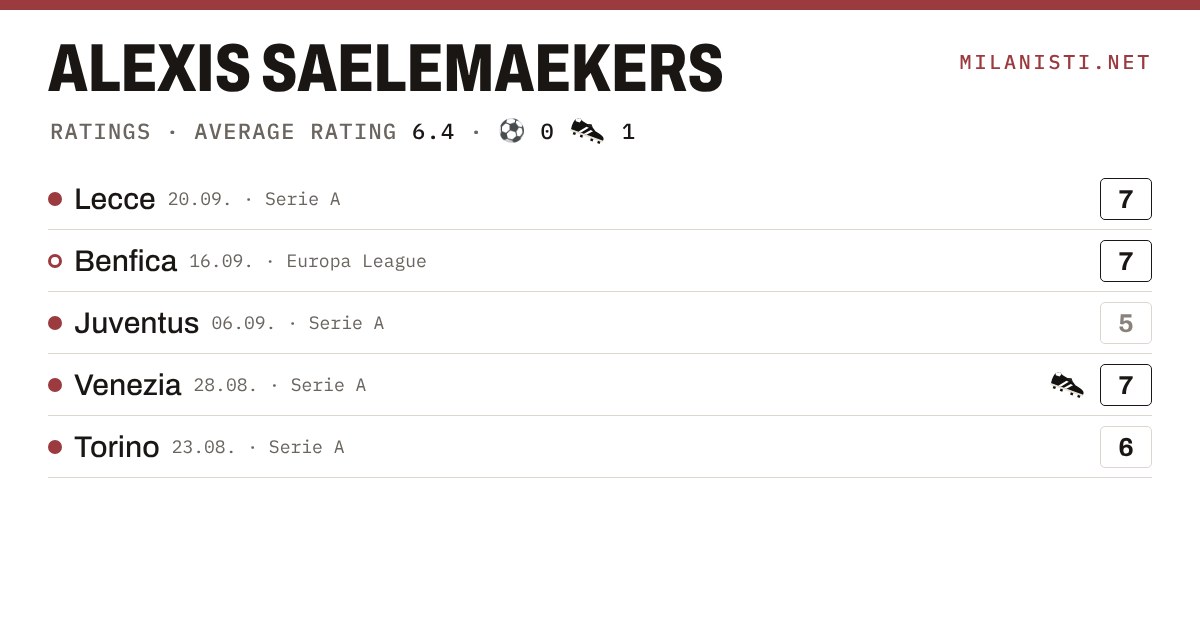 ALEXIS SAELEMAEKERS
MILANISTI.NET
RATINGS · AVERAGE RATING 6.4 · ⚽ 0 1
Lecce 20.09. · Serie A 7
Benfica 16.09. · Europa League 7
Juventus 06.09. · Serie A 5
Venezia 28.08. · Serie A 7
Torino 23.08. · Serie A 6